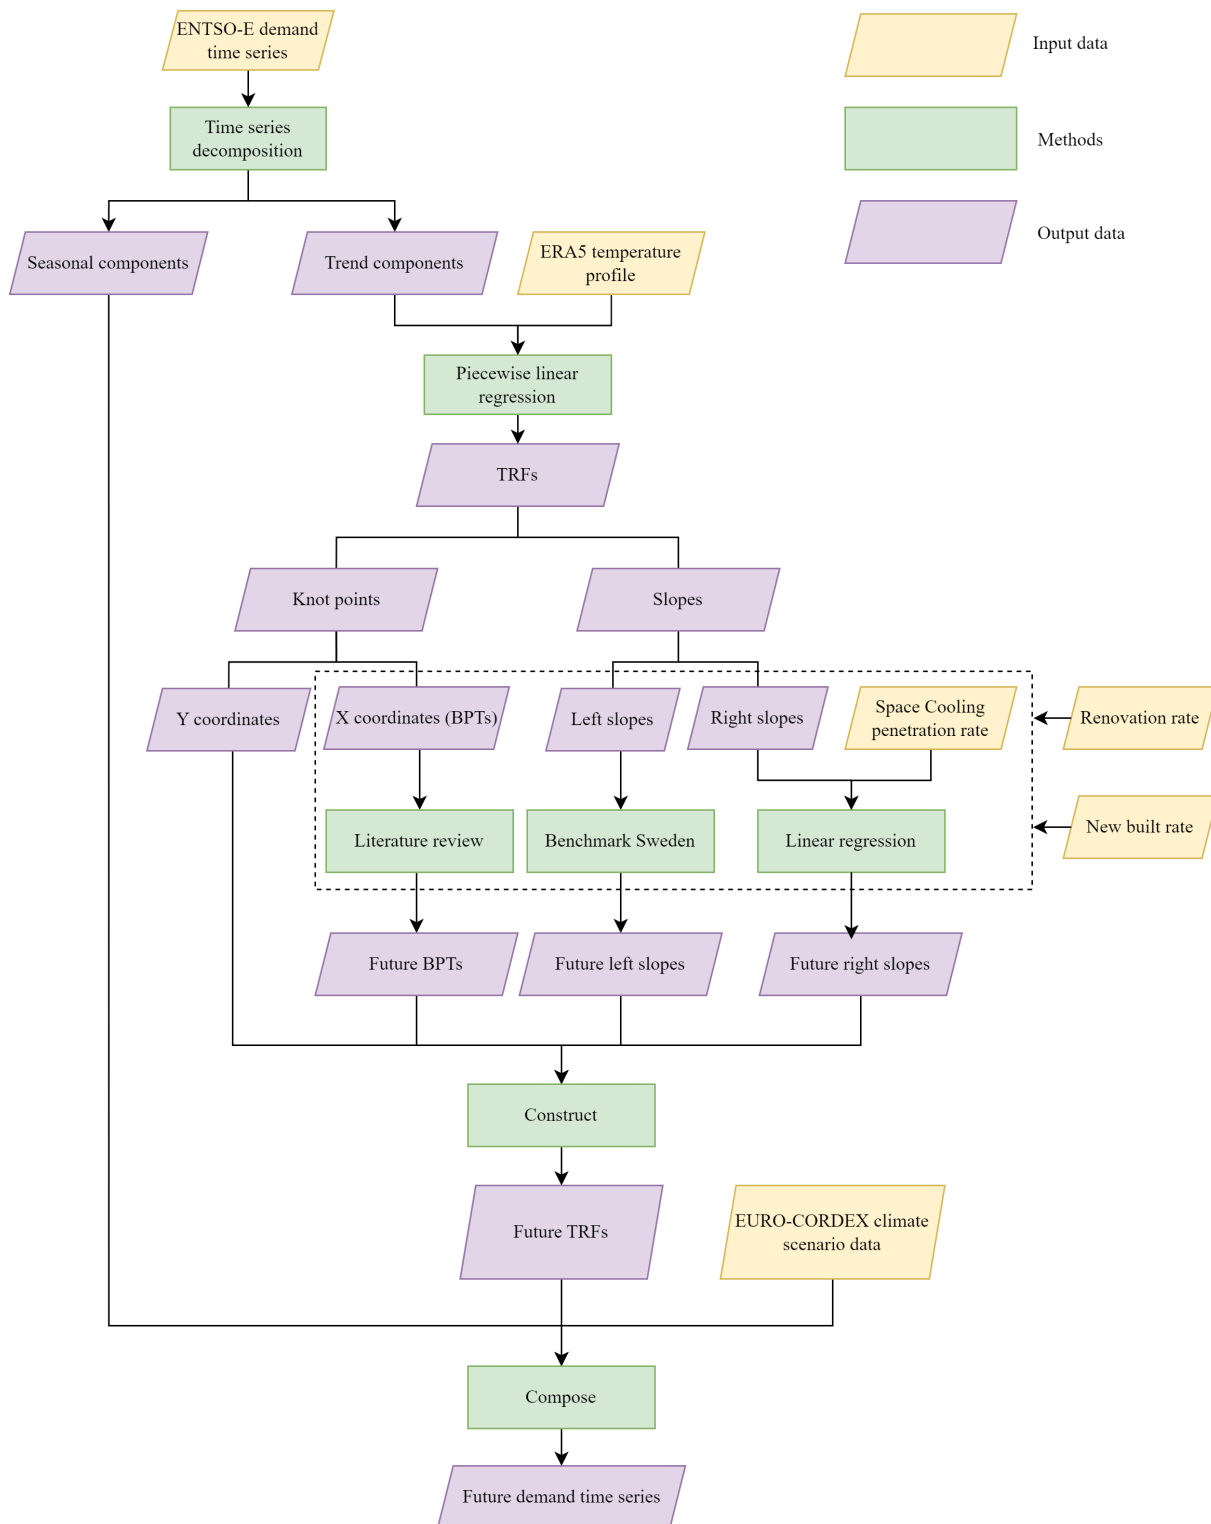 ENTSO-E demand
time series
Input data
Time series
decomposition
Methods
Output data
Seasonal components
Trend components
ERA5 temperature
profile
Piecewise linear
regression
TRFs
Knot points
Slopes
Y coordinates
X coordinates (BPTs)
Left slopes
Right slopes
Space Cooling
penetration rate
Renovation rate
Literature review
Benchmark Sweden
Linear regression
New built rate
Future BPTs
Future left slopes
Future right slopes
Construct
Future TRFs
EURO-CORDEX climate
scenario data
Compose
Future demand time series